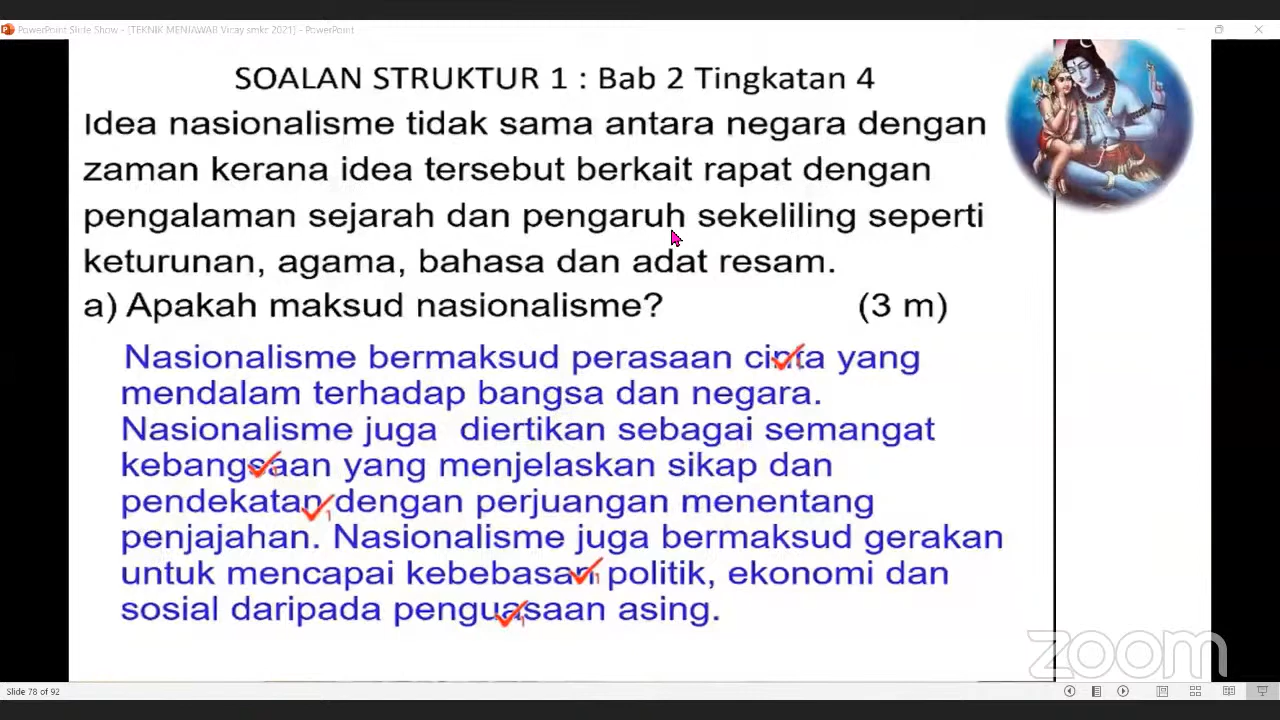 PowerPoint Slide Show - [TEKNIK MENJAWAB Vicay smkc 2021] - PowerPoint
SOALAN STRUKTUR 1 : Bab 2 Tingkatan 4
Idea nasionalisme tidak sama antara negara dengan
zaman kerana idea tersebut berkait rapat dengan
pengalaman sejarah dan pengaruh sekeliling seperti
keturunan, agama, bahasa dan adat resam.
a) Apakah maksud nasionalisme? (3 m)
Nasionalisme bermaksud perasaan cinta yang
mendalam terhadap bangsa dan negara.
Nasionalisme juga diertikan sebagai semangat
kebangsaan yang menjelaskan sikap dan
pendekatan dengan perjuangan menentang
penjajahan. Nasionalisme juga bermaksud gerakan
untuk mencapai kebebasan politik, ekonomi dan
sosial daripada penguasaan asing.
zoom
Slide 78 of 92